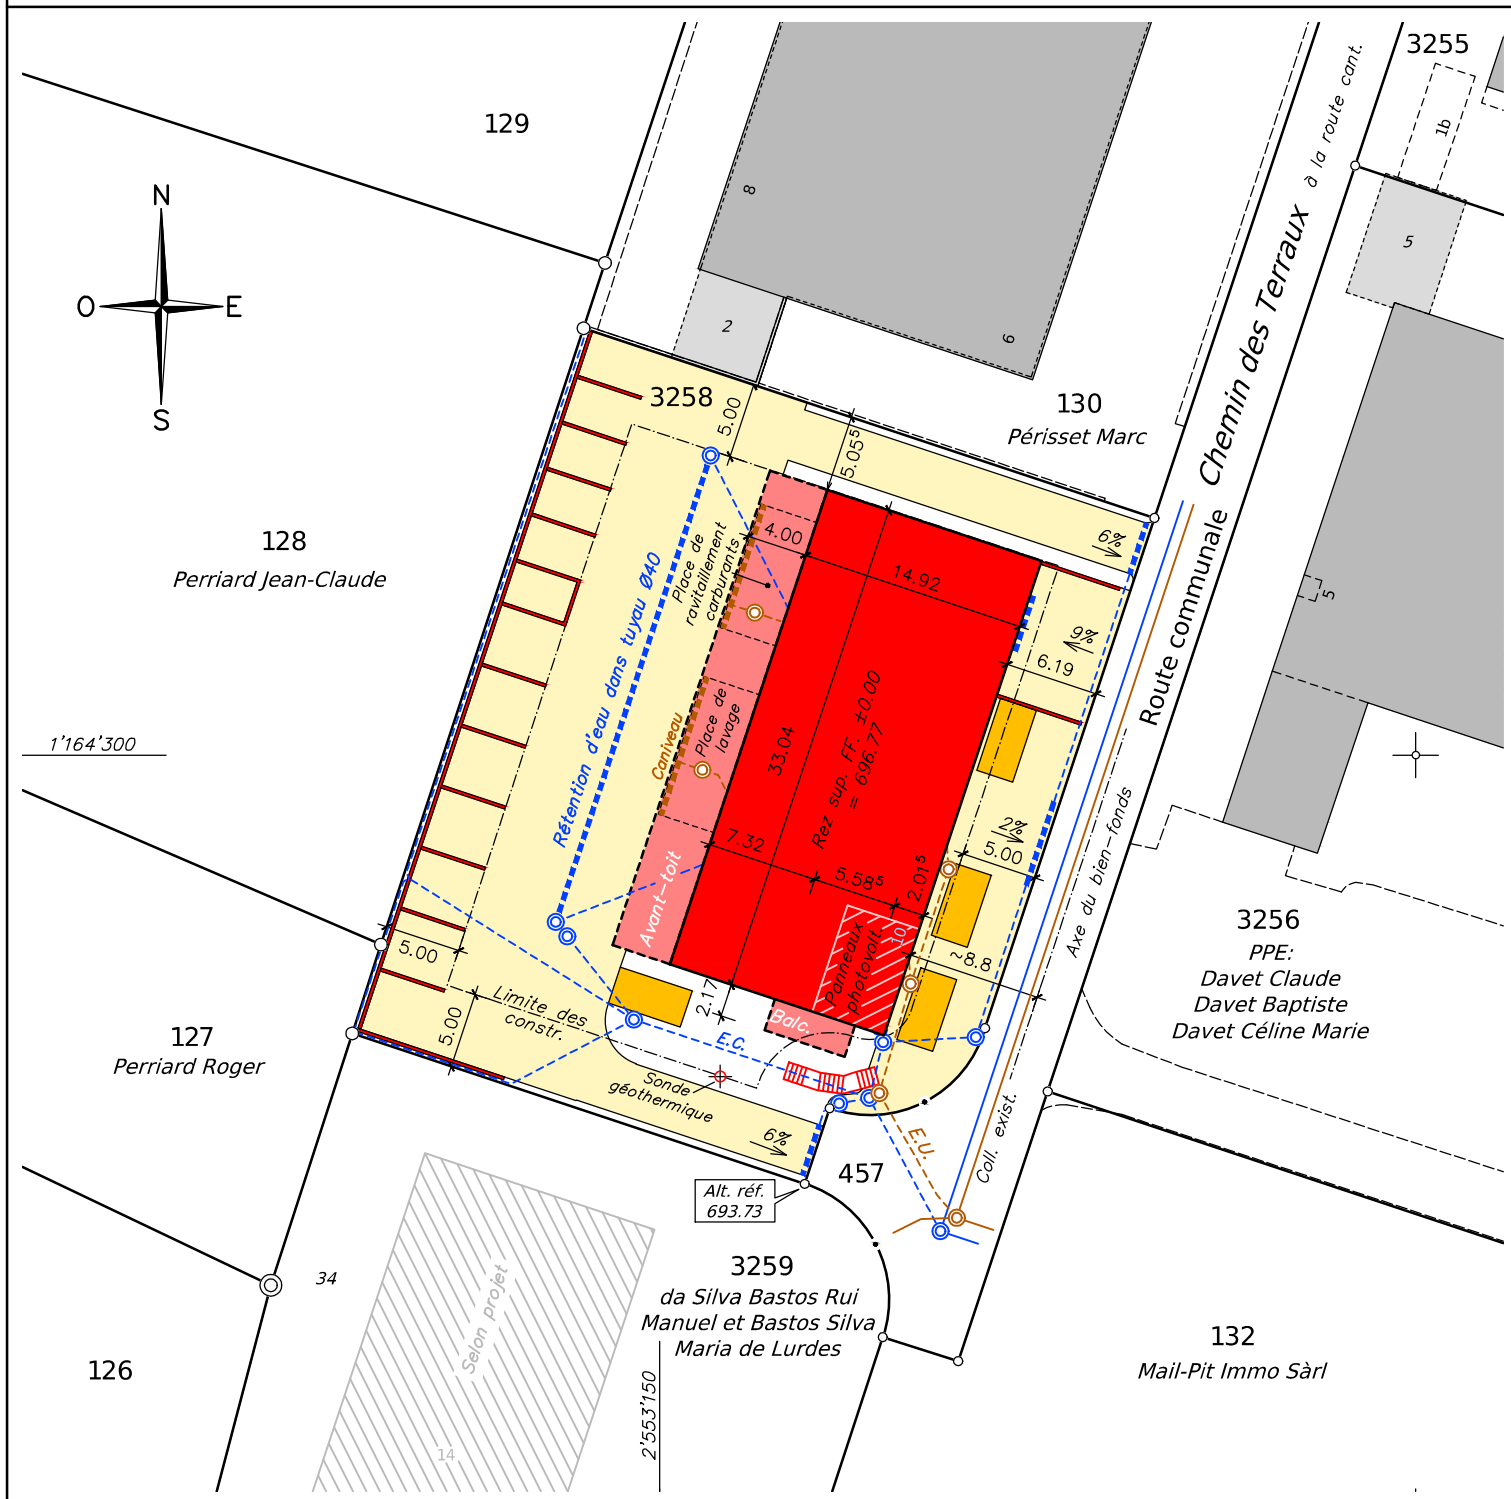 3255
à la route cant.
1b
129
8
N
O
E
S
5
2
6
Chemin des Terraux
3258
130
Périsset Marc
5.00
5.05⁵
128
Perriard Jean-Claude
6%
4.00
14.92
Place de
ravitaillement
carburants
Route communale
5
9%
6.19
Rétention d'eau dans tuyau Ø40
Caniveau
Place de
lavage
33.04
Rez sup. FF. ±0.00
= 696.77
1'164'300
2%
5.00
7.32
5.58⁵
2.01⁵
Axe du bien-fonds
Avant-toit
10
Panneaux
photovolt.
~8.8
3256
PPE:
Davet Claude
Davet Baptiste
Davet Céline Marie
5.00
5.00
Limite des
constr.
2.17
Balc.
E.C.
127
Perriard Roger
Sonde
géothermique
6%
E.U.
Coll. exist.
457
Alt. réf.
693.73
34
3259
da Silva Bastos Rui
Manuel et Bastos Silva
Maria de Lurdes
Selon projet
14
126
132
Mail-Pit Immo Sàrl
2'553'150